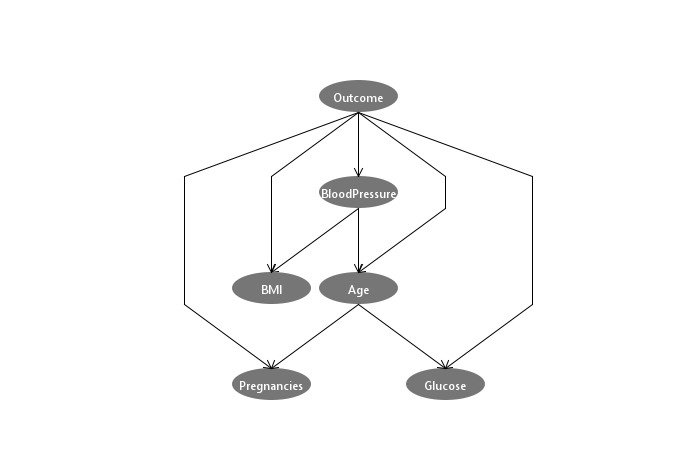 Outcome
BloodPressure
BMI
Age
Pregnancies
Glucose